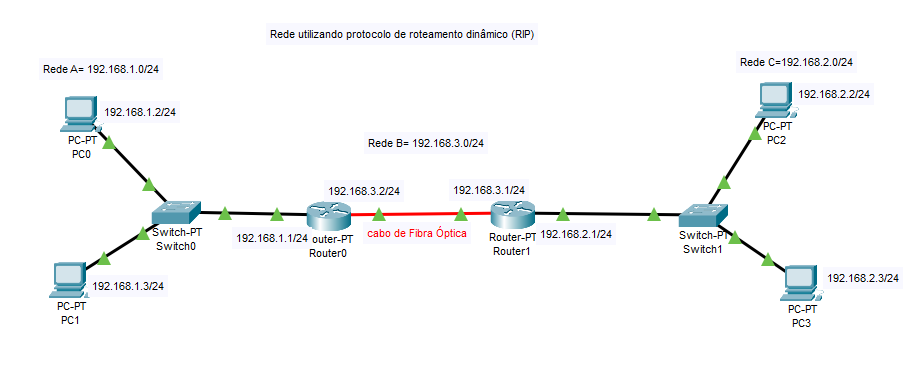 Rede utilizando protocolo de roteamento dinâmico (RIP)
Rede A= 192.168.1.0/24
Rede C=192.168.2.0/24
192.168.1.2/24
PC-PT
PC0
192.168.2.2/24
PC-PT
PC2
Rede B= 192.168.3.0/24
192.168.3.2/24
192.168.3.1/24
Switch-PT
Switch0
192.168.1.1/24
outer-PT
Router0
cabo de Fibra Óptica
Router-PT
Router1
192.168.2.1/24
Switch-PT
Switch1
192.168.1.3/24
PC-PT
PC1
192.168.2.3/24
PC-PT
PC3